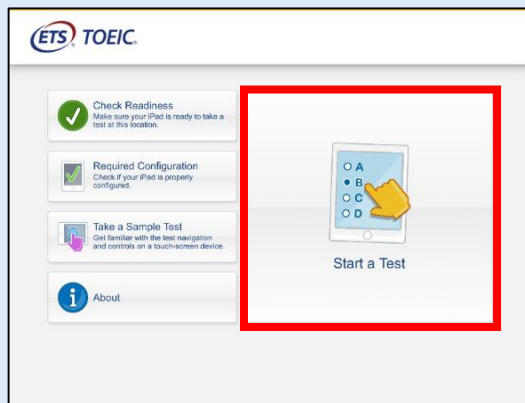 ETS TOEIC.
Check Readiness
Make sure your iPad is ready to take a
test at this location.
Required Configuration
Check if your iPad is properly
configured.
Take a Sample Test
Get familiar with the test navigation
and controls on a touch-screen device.
About
A
B
C
D
Start a Test